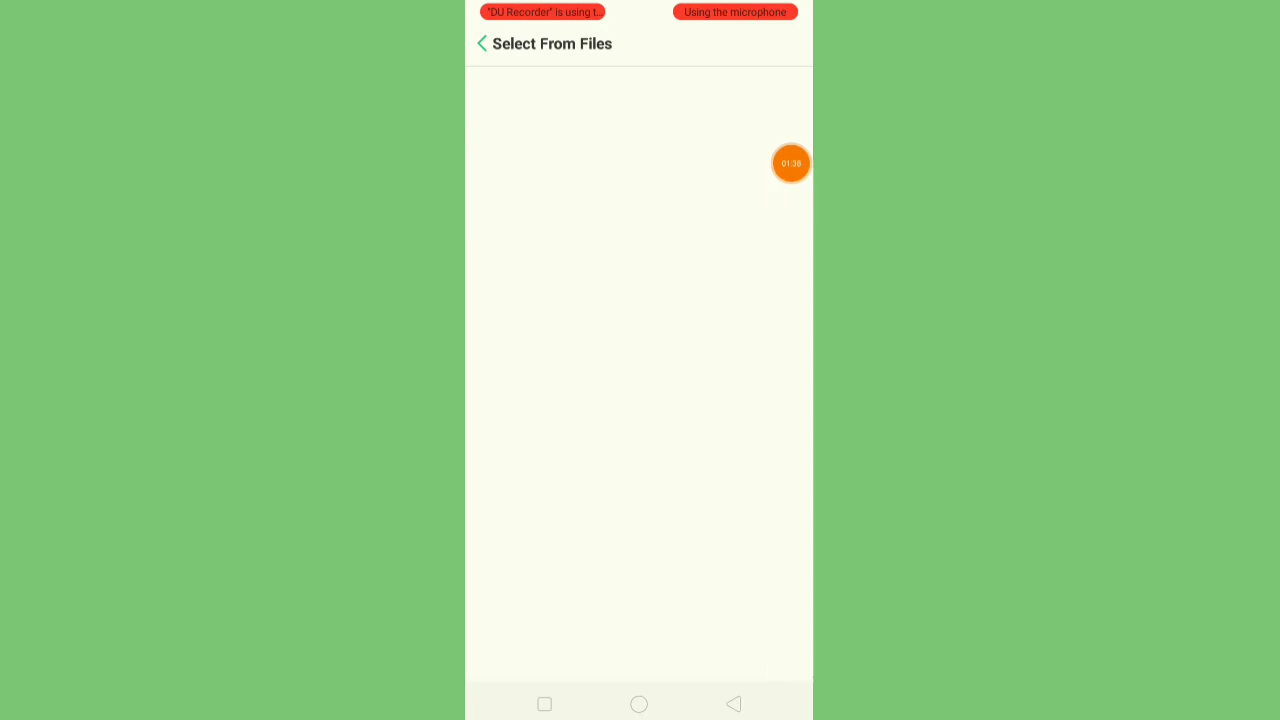 "DU Recorder" is using t...
Using the microphone
Select From Files
01:38